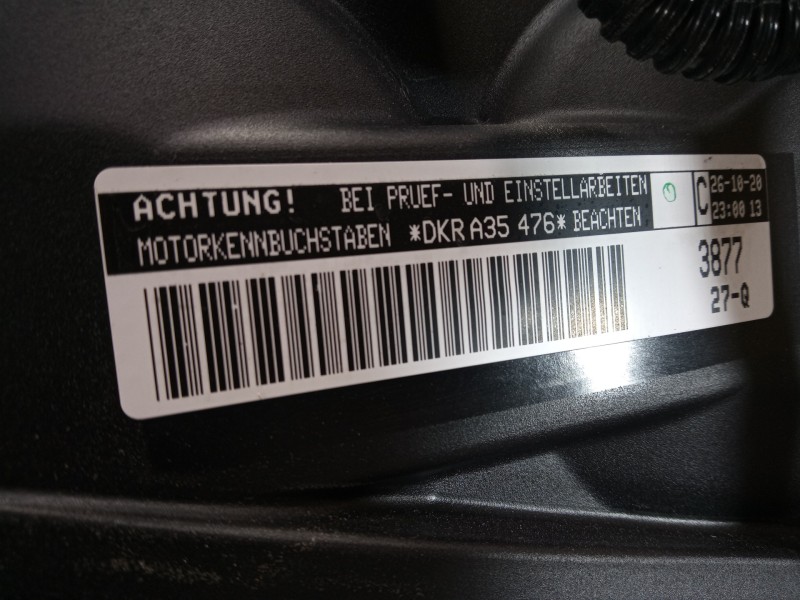 ACHTUNG! BEI PRUEF- UND EINSTELLARBEITEN
MOTORKENNBUCHSTABEN *DKR A35 476* BEACHTEN
C
26-10-20
23:00 13
3877
27-Q